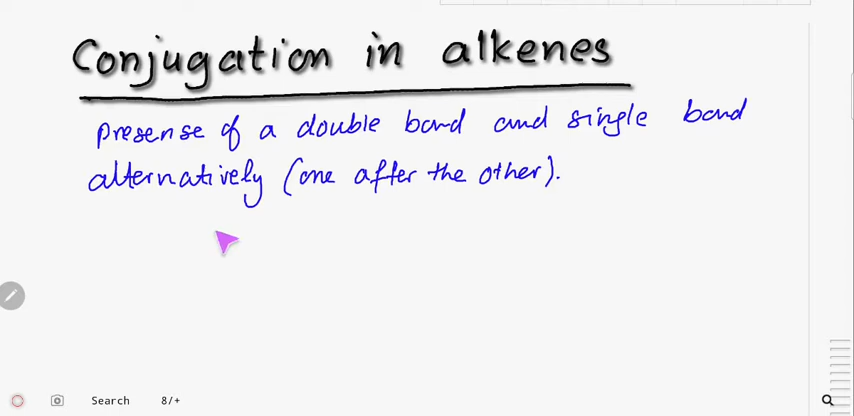 Conjugation in alkenes
presense of a double bond and single bond
alternatively (one after the other).
Search 8/+